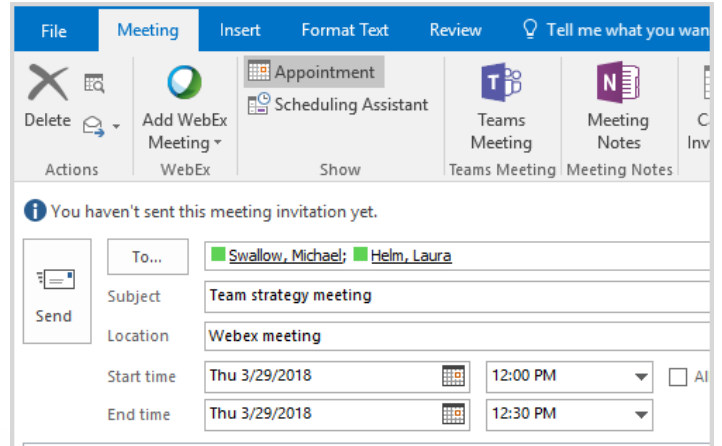 File Meeting Insert Format Text Review Tell me what you wan
Appointment
Scheduling Assistant
Delete Add WebEx Teams Meeting
Meeting Meeting Notes
Actions WebEx Show Teams Meeting Meeting Notes
You haven't sent this meeting invitation yet.
To... Swallow, Michael; Helm, Laura
Subject Team strategy meeting
Send
Location Webex meeting
Start time Thu 3/29/2018 12:00 PM
End time Thu 3/29/2018 12:30 PM